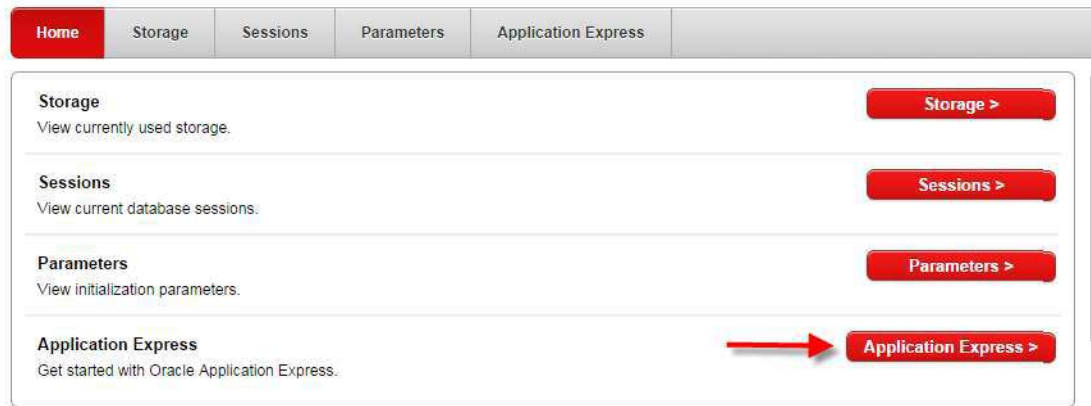 Home Storage Sessions Parameters Application Express
Storage
View currently used storage.
Storage >
Sessions
View current database sessions.
Sessions >
Parameters
View initialization parameters.
Parameters >
Application Express
Get started with Oracle Application Express.
Application Express >